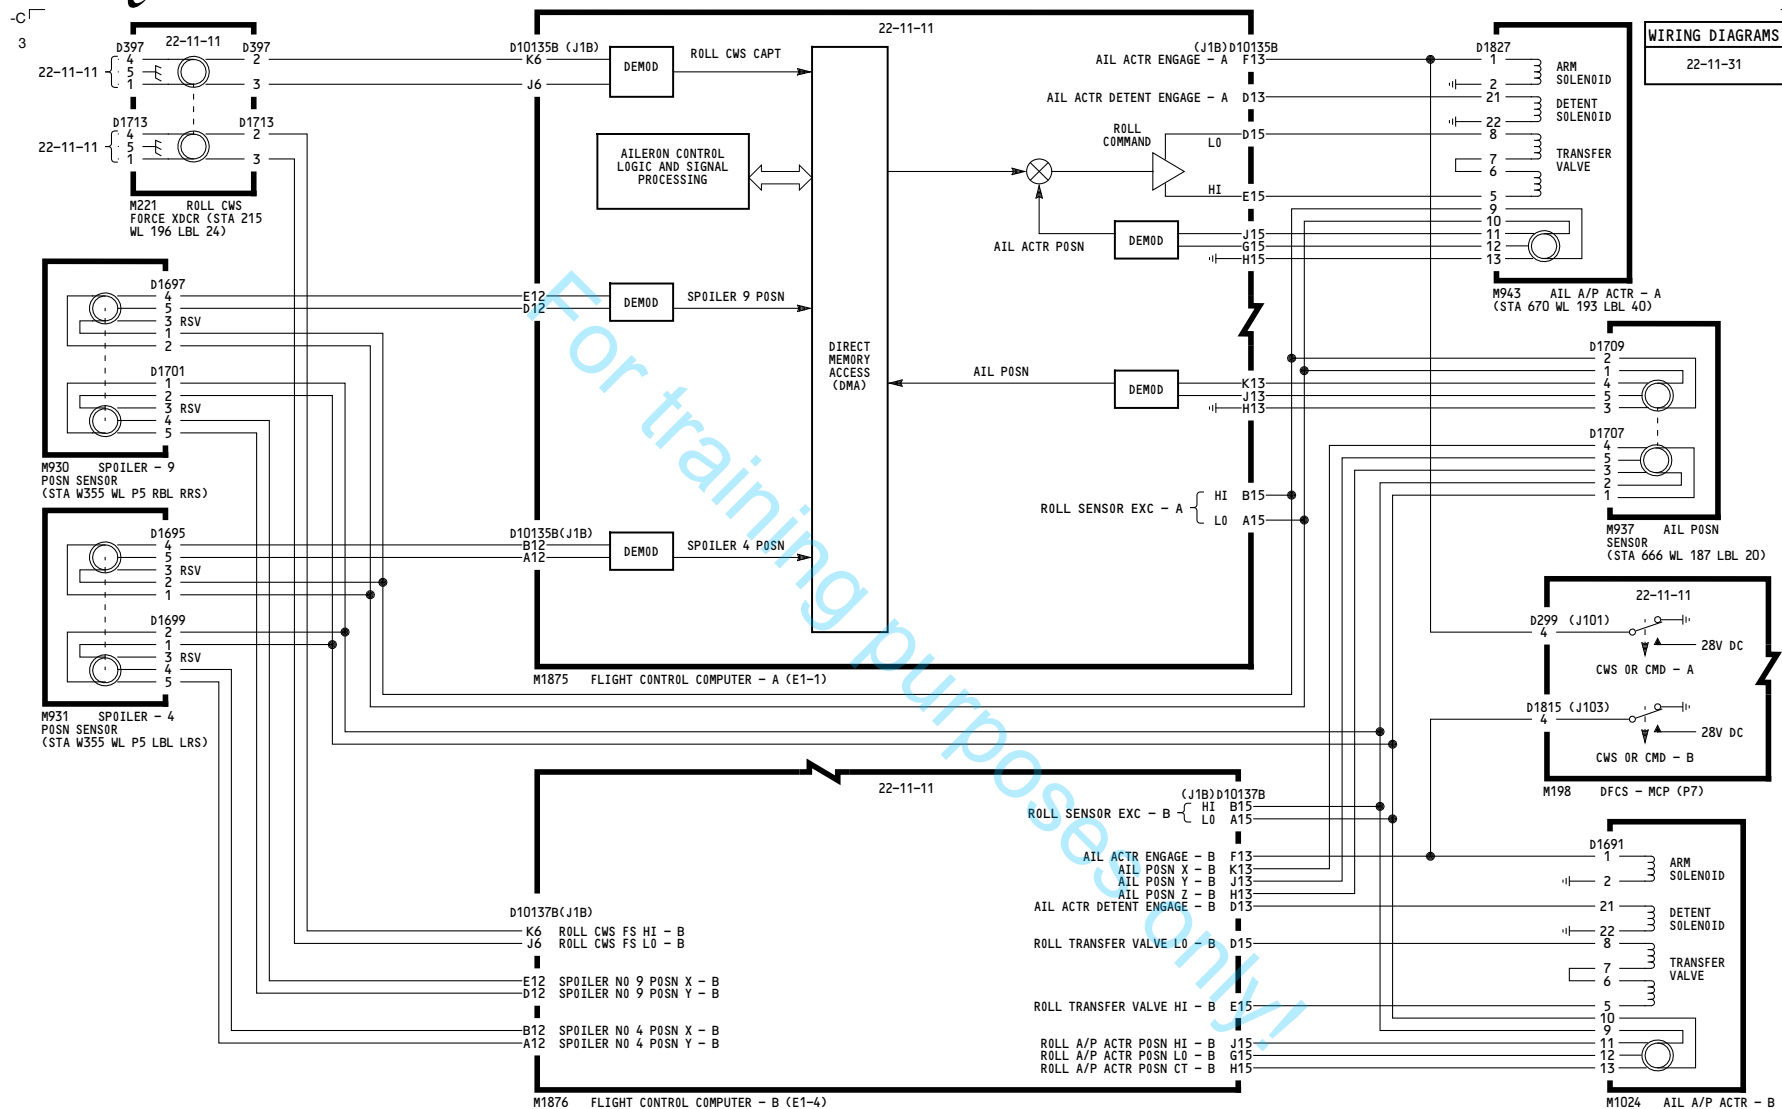 -C
3
WIRING DIAGRAMS
22-11-31
D397 22-11-11 D397
22-11-11 { 4 5 1
2
3
D1713 D1713
22-11-11 { 4 5 1
2
3
M221 ROLL CWS
FORCE XDCR (STA 215
WL 196 LBL 24)
D1697
4
5
3 RSV
1
2
D1701
1
2
3 RSV
4
5
M930 SPOILER – 9
POSN SENSOR
(STA W355 WL P5 RBL RRS)
D1695
4
5
3 RSV
2
1
D1699
2
1
3 RSV
4
5
M931 SPOILER – 4
POSN SENSOR
(STA W355 WL P5 LBL LRS)
22-11-11
D10135B (J1B)
K6
J6
DEMOD
ROLL CWS CAPT
AILERON CONTROL
LOGIC AND SIGNAL
PROCESSING
E12
D12
DEMOD
SPOILER 9 POSN
D10135B(J1B)
B12
A12
DEMOD
SPOILER 4 POSN
DIRECT
MEMORY
ACCESS
(DMA)
(J1B) D10135B
AIL ACTR ENGAGE – A F13
AIL ACTR DETENT ENGAGE – A D13
ROLL
COMMAND
LO D15
HI E15
AIL ACTR POSN
DEMOD
J15
G15
H15
AIL POSN
DEMOD
K13
J13
H13
ROLL SENSOR EXC – A { HI B15
LO A15
M1875 FLIGHT CONTROL COMPUTER – A (E1-1)
D1827
1
2
ARM
SOLENOID
21
22
DETENT
SOLENOID
8
7
6
5
TRANSFER
VALVE
9
10
11
12
13
M943 AIL A/P ACTR – A
(STA 670 WL 193 LBL 40)
D1709
2
1
4
5
3
D1707
4
5
3
2
1
M937 AIL POSN
SENSOR
(STA 666 WL 187 LBL 20)
22-11-11
D299 (J101)
4
28V DC
CWS OR CMD – A
D1815 (J103)
4
28V DC
CWS OR CMD – B
M198 DFCS – MCP (P7)
22-11-11
(J1B) D10137B
ROLL SENSOR EXC – B { HI B15
LO A15
AIL ACTR ENGAGE – B F13
AIL POSN X – B K13
AIL POSN Y – B J13
AIL POSN Z – B H13
AIL ACTR DETENT ENGAGE – B D13
ROLL TRANSFER VALVE LO – B D15
ROLL TRANSFER VALVE HI – B E15
ROLL A/P ACTR POSN HI – B J15
ROLL A/P ACTR POSN LO – B G15
ROLL A/P ACTR POSN CT – B H15
D10137B(J1B)
K6 ROLL CWS FS HI – B
J6 ROLL CWS FS LO – B
E12 SPOILER NO 9 POSN X – B
D12 SPOILER NO 9 POSN Y – B
B12 SPOILER NO 4 POSN X – B
A12 SPOILER NO 4 POSN Y – B
M1876 FLIGHT CONTROL COMPUTER – B (E1-4)
D1691
1
2
ARM
SOLENOID
21
22
DETENT
SOLENOID
8
7
6
5
TRANSFER
VALVE
10
9
11
12
13
M1024 AIL A/P ACTR – B
For training purposes only!